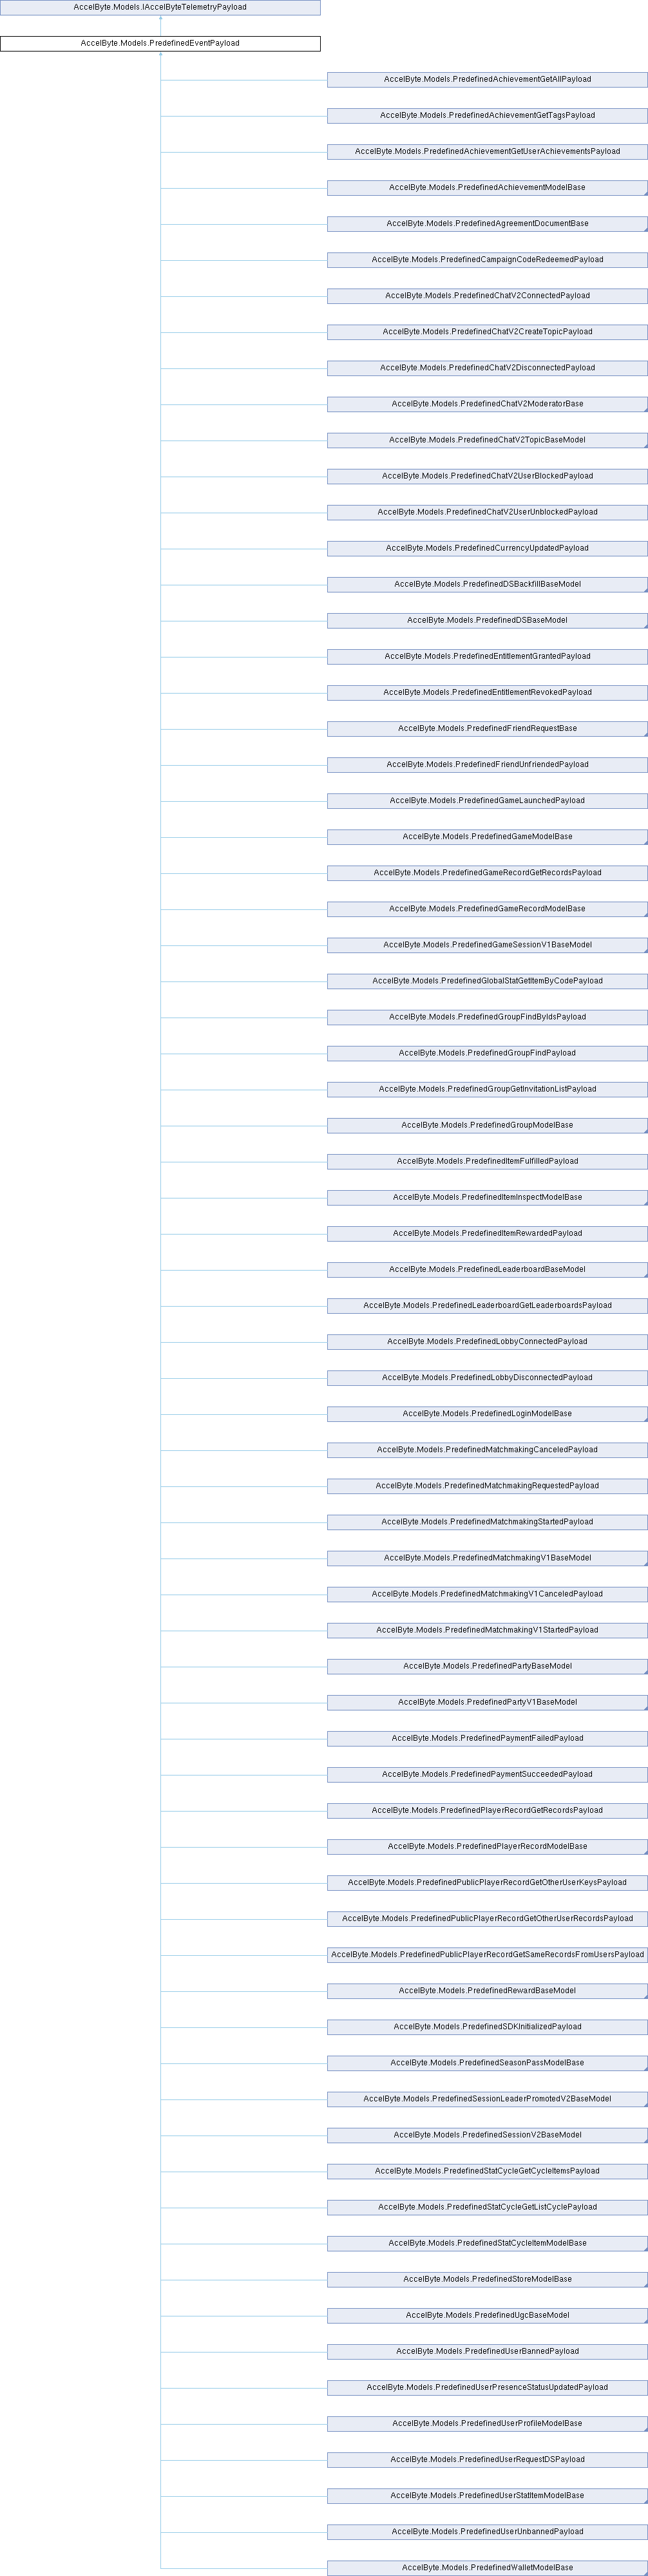 AccelByte.Models.IAccelByteTelemetryPayload
AccelByte.Models.PredefinedEventPayload
AccelByte.Models.PredefinedAchievementGetAllPayload
AccelByte.Models.PredefinedAchievementGetTagsPayload
AccelByte.Models.PredefinedAchievementGetUserAchievementsPayload
AccelByte.Models.PredefinedAchievementModelBase
AccelByte.Models.PredefinedAgreementDocumentBase
AccelByte.Models.PredefinedCampaignCodeRedeemedPayload
AccelByte.Models.PredefinedChatV2ConnectedPayload
AccelByte.Models.PredefinedChatV2CreateTopicPayload
AccelByte.Models.PredefinedChatV2DisconnectedPayload
AccelByte.Models.PredefinedChatV2ModeratorBase
AccelByte.Models.PredefinedChatV2TopicBaseModel
AccelByte.Models.PredefinedChatV2UserBlockedPayload
AccelByte.Models.PredefinedChatV2UserUnblockedPayload
AccelByte.Models.PredefinedCurrencyUpdatedPayload
AccelByte.Models.PredefinedDSBackfillBaseModel
AccelByte.Models.PredefinedDSBaseModel
AccelByte.Models.PredefinedEntitlementGrantedPayload
AccelByte.Models.PredefinedEntitlementRevokedPayload
AccelByte.Models.PredefinedFriendRequestBase
AccelByte.Models.PredefinedFriendUnfriendedPayload
AccelByte.Models.PredefinedGameLaunchedPayload
AccelByte.Models.PredefinedGameModelBase
AccelByte.Models.PredefinedGameRecordGetRecordsPayload
AccelByte.Models.PredefinedGameRecordModelBase
AccelByte.Models.PredefinedGameSessionV1BaseModel
AccelByte.Models.PredefinedGlobalStatGetItemByCodePayload
AccelByte.Models.PredefinedGroupFindByIdsPayload
AccelByte.Models.PredefinedGroupFindPayload
AccelByte.Models.PredefinedGroupGetInvitationListPayload
AccelByte.Models.PredefinedGroupModelBase
AccelByte.Models.PredefinedItemFulfilledPayload
AccelByte.Models.PredefinedItemInspectModelBase
AccelByte.Models.PredefinedItemRewardedPayload
AccelByte.Models.PredefinedLeaderboardBaseModel
AccelByte.Models.PredefinedLeaderboardGetLeaderboardsPayload
AccelByte.Models.PredefinedLobbyConnectedPayload
AccelByte.Models.PredefinedLobbyDisconnectedPayload
AccelByte.Models.PredefinedLoginModelBase
AccelByte.Models.PredefinedMatchmakingCanceledPayload
AccelByte.Models.PredefinedMatchmakingRequestedPayload
AccelByte.Models.PredefinedMatchmakingStartedPayload
AccelByte.Models.PredefinedMatchmakingV1BaseModel
AccelByte.Models.PredefinedMatchmakingV1CanceledPayload
AccelByte.Models.PredefinedMatchmakingV1StartedPayload
AccelByte.Models.PredefinedPartyBaseModel
AccelByte.Models.PredefinedPartyV1BaseModel
AccelByte.Models.PredefinedPaymentFailedPayload
AccelByte.Models.PredefinedPaymentSucceededPayload
AccelByte.Models.PredefinedPlayerRecordGetRecordsPayload
AccelByte.Models.PredefinedPlayerRecordModelBase
AccelByte.Models.PredefinedPublicPlayerRecordGetOtherUserKeysPayload
AccelByte.Models.PredefinedPublicPlayerRecordGetOtherUserRecordsPayload
AccelByte.Models.PredefinedPublicPlayerRecordGetSameRecordsFromUsersPayload
AccelByte.Models.PredefinedRewardBaseModel
AccelByte.Models.PredefinedSDKInitializedPayload
AccelByte.Models.PredefinedSeasonPassModelBase
AccelByte.Models.PredefinedSessionLeaderPromotedV2BaseModel
AccelByte.Models.PredefinedSessionV2BaseModel
AccelByte.Models.PredefinedStatCycleGetCycleItemsPayload
AccelByte.Models.PredefinedStatCycleGetListCyclePayload
AccelByte.Models.PredefinedStatCycleItemModelBase
AccelByte.Models.PredefinedStoreModelBase
AccelByte.Models.PredefinedUgcBaseModel
AccelByte.Models.PredefinedUserBannedPayload
AccelByte.Models.PredefinedUserPresenceStatusUpdatedPayload
AccelByte.Models.PredefinedUserProfileModelBase
AccelByte.Models.PredefinedUserRequestDSPayload
AccelByte.Models.PredefinedUserStatItemModelBase
AccelByte.Models.PredefinedUserUnbannedPayload
AccelByte.Models.PredefinedWalletModelBase